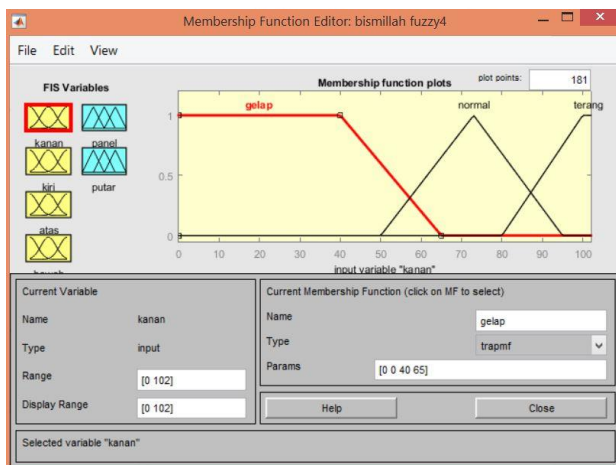 Membership Function Editor: bismillah fuzzy4
File Edit View
FIS Variables
kanan panel
kiri putar
atas
Membership function plots
plot points: 181
gelap normal terang
1
0.5
0
0 10 20 30 40 50 60 70 80 90 100
input variable "kanan"
Current Variable
Name kanan
Type input
Range [0 102]
Display Range [0 102]
Current Membership Function (click on MF to select)
Name gelap
Type trapmf
Params [0 0 40 65]
Help Close
Selected variable "kanan"